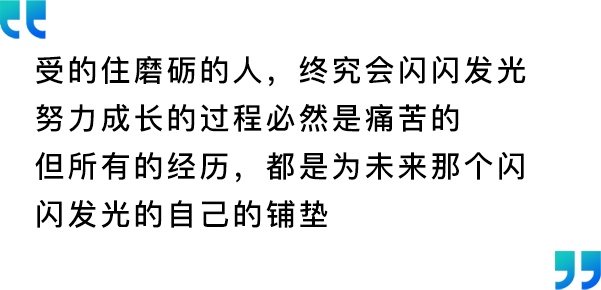 受的住磨砺的人，终究会闪闪发光
努力成长的过程必然是痛苦的
但所有的经历，都是为未来那个闪
闪发光的自己的铺垫